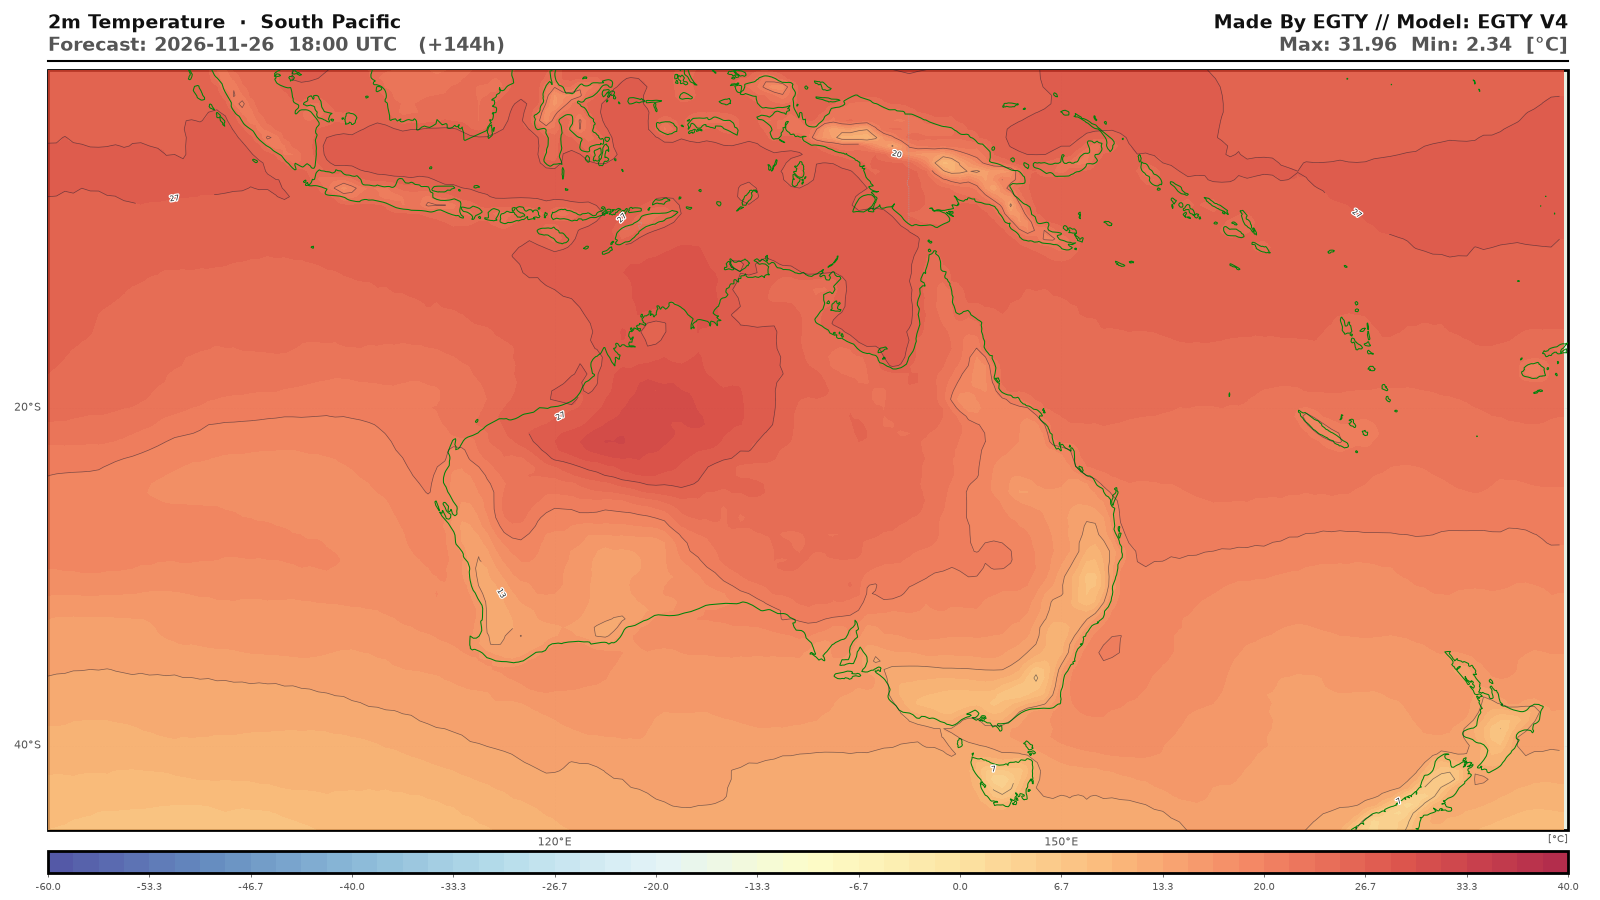 2m Temperature · South Pacific
Made By EGTY // Model: EGTY V4
Forecast: 2026-11-26 18:00 UTC (+144h)
Max: 31.96 Min: 2.34 [°C]
20
27
27
27
20°S
27
13
40°S
7
120°E
150°E
[°C]
-60.0 -53.3 -46.7 -40.0 -33.3 -26.7 -20.0 -13.3 -6.7 0.0 6.7 13.3 20.0 26.7 33.3 40.0